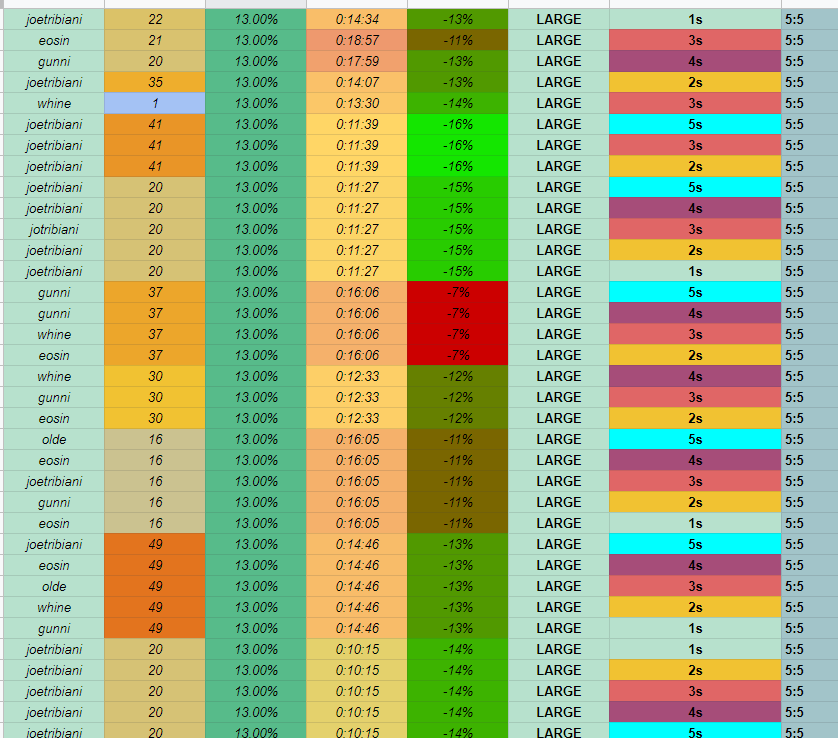 joetribiani 22 13.00% 0:14:34 -13% LARGE 1s 5:5
eosin 21 13.00% 0:18:57 -11% LARGE 3s 5:5
gunni 20 13.00% 0:17:59 -13% LARGE 4s 5:5
joetribiani 35 13.00% 0:14:07 -13% LARGE 2s 5:5
whine 1 13.00% 0:13:30 -14% LARGE 3s 5:5
joetribiani 41 13.00% 0:11:39 -16% LARGE 5s 5:5
joetribiani 41 13.00% 0:11:39 -16% LARGE 3s 5:5
joetribiani 41 13.00% 0:11:39 -16% LARGE 2s 5:5
joetribiani 20 13.00% 0:11:27 -15% LARGE 5s 5:5
joetribiani 20 13.00% 0:11:27 -15% LARGE 4s 5:5
jotribiani 20 13.00% 0:11:27 -15% LARGE 3s 5:5
joetribiani 20 13.00% 0:11:27 -15% LARGE 2s 5:5
joetribiani 20 13.00% 0:11:27 -15% LARGE 1s 5:5
gunni 37 13.00% 0:16:06 -7% LARGE 5s 5:5
gunni 37 13.00% 0:16:06 -7% LARGE 4s 5:5
whine 37 13.00% 0:16:06 -7% LARGE 3s 5:5
eosin 37 13.00% 0:16:06 -7% LARGE 2s 5:5
whine 30 13.00% 0:12:33 -12% LARGE 4s 5:5
gunni 30 13.00% 0:12:33 -12% LARGE 3s 5:5
eosin 30 13.00% 0:12:33 -12% LARGE 2s 5:5
olde 16 13.00% 0:16:05 -11% LARGE 5s 5:5
eosin 16 13.00% 0:16:05 -11% LARGE 4s 5:5
joetribiani 16 13.00% 0:16:05 -11% LARGE 3s 5:5
gunni 16 13.00% 0:16:05 -11% LARGE 2s 5:5
eosin 16 13.00% 0:16:05 -11% LARGE 1s 5:5
joetribiani 49 13.00% 0:14:46 -13% LARGE 5s 5:5
eosin 49 13.00% 0:14:46 -13% LARGE 4s 5:5
olde 49 13.00% 0:14:46 -13% LARGE 3s 5:5
whine 49 13.00% 0:14:46 -13% LARGE 2s 5:5
gunni 49 13.00% 0:14:46 -13% LARGE 1s 5:5
joetribiani 20 13.00% 0:10:15 -14% LARGE 1s 5:5
joetribiani 20 13.00% 0:10:15 -14% LARGE 2s 5:5
joetribiani 20 13.00% 0:10:15 -14% LARGE 3s 5:5
joetribiani 20 13.00% 0:10:15 -14% LARGE 4s 5:5
joetribiani 20 13.00% 0:10:15 -14% LARGE 5s 5:5